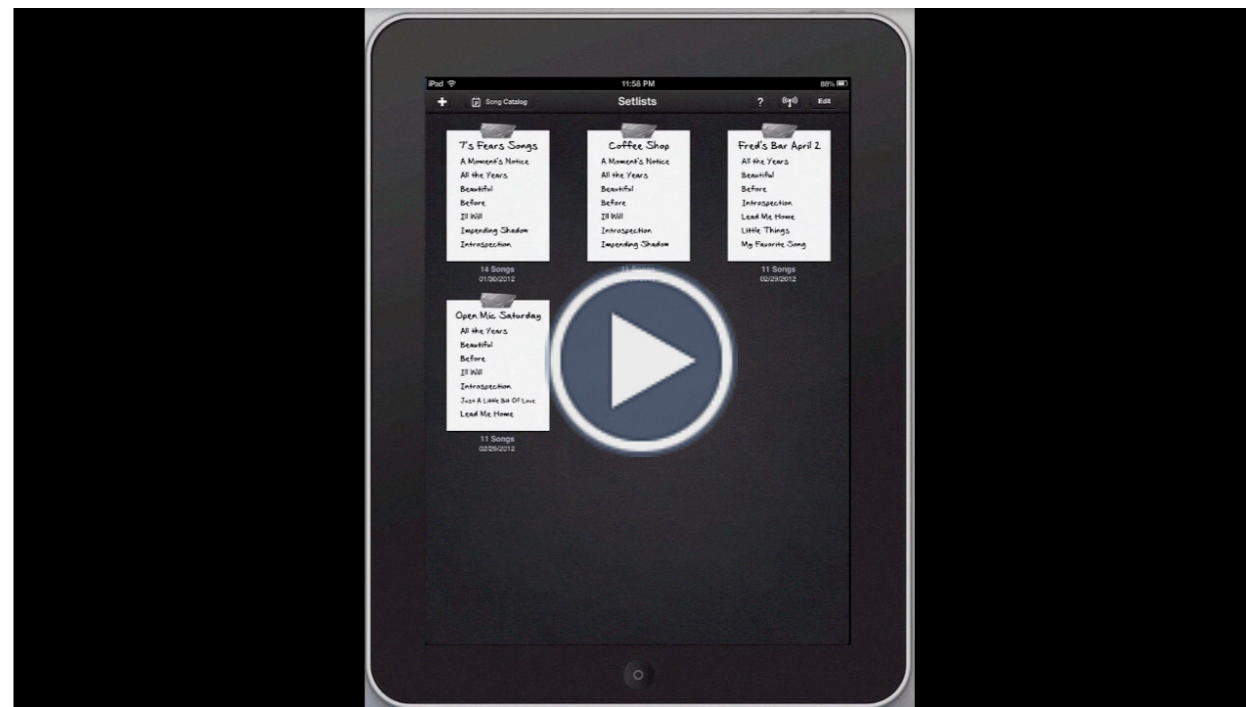 iPad 11:58 PM 88%
Song Catalog Setlists ? Edit
7's Fears Songs
A Moment's Notice
All the Years
Beautiful
Before
Ill Will
Impending Shadow
Introspection
14 Songs
01/30/2012
Coffee Shop
A Moment's Notice
All the Years
Beautiful
Before
Ill Will
Introspection
Impending Shadow
Fred's Bar April 2
All the Years
Beautiful
Before
Introspection
Lead Me Home
Little Things
My Favorite Song
11 Songs
02/29/2012
Open Mic Saturday
All the Years
Beautiful
Before
Ill Will
Introspection
Just A Little Bit Of Love
Lead Me Home
11 Songs
02/29/2012